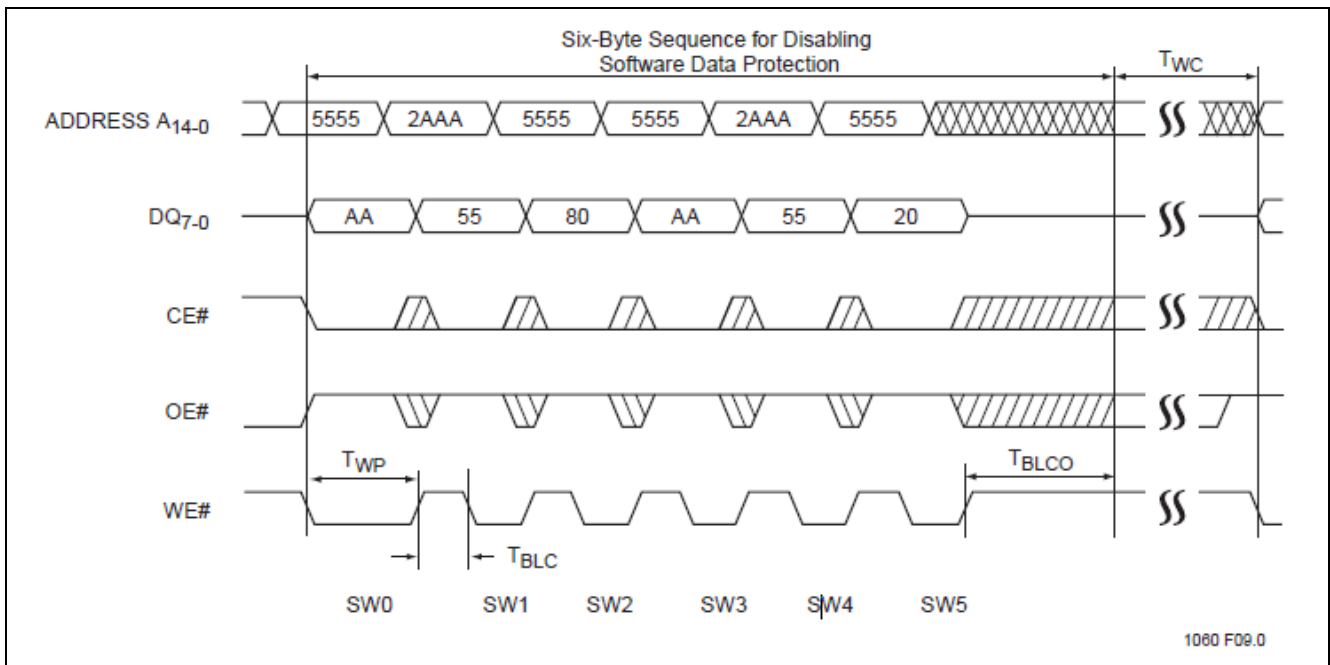 Six-Byte Sequence for Disabling
Software Data Protection
TWC
ADDRESS A14-0
5555 2AAA 5555 5555 2AAA 5555
DQ7-0
AA 55 80 AA 55 20
CE#
OE#
TWP
TBLCO
WE#
TBLC
SW0 SW1 SW2 SW3 SW4 SW5
1060 F09.0